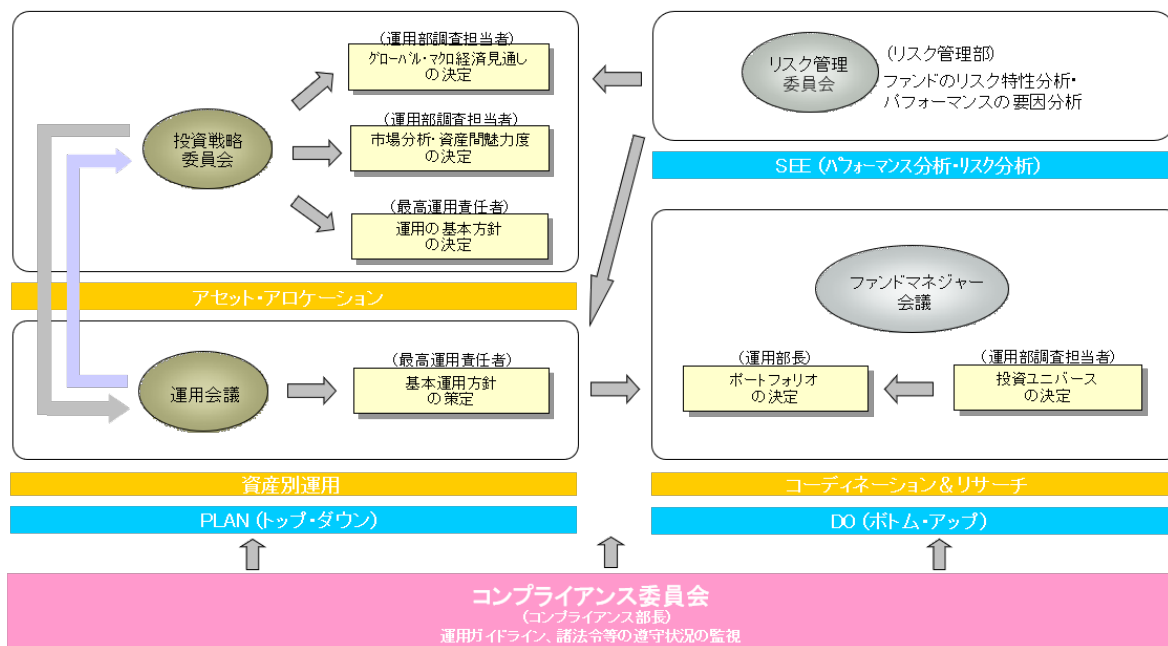 (運用部調査担当者)
グローバル・マクロ経済見通し
の決定
(運用部調査担当者)
市場分析・資産間魅力度
の決定
投資戦略
委員会
(最高運用責任者)
運用の基本方針
の決定
アセット・アロケーション
(最高運用責任者)
運用会議
基本運用方針
の策定
資産別運用
PLAN (トップ・ダウン)
リスク管理
委員会
(リスク管理部)
ファンドのリスク特性分析・
パフォーマンスの要因分析
SEE (パフォーマンス分析・リスク分析)
ファンドマネジャー
会議
(運用部長)
ポートフォリオ
の決定
(運用部調査担当者)
投資ユニバース
の決定
コーディネーション＆リサーチ
DO (ボトム・アップ)
コンプライアンス委員会
(コンプライアンス部長)
運用ガイドライン、諸法令等の遵守状況の監視